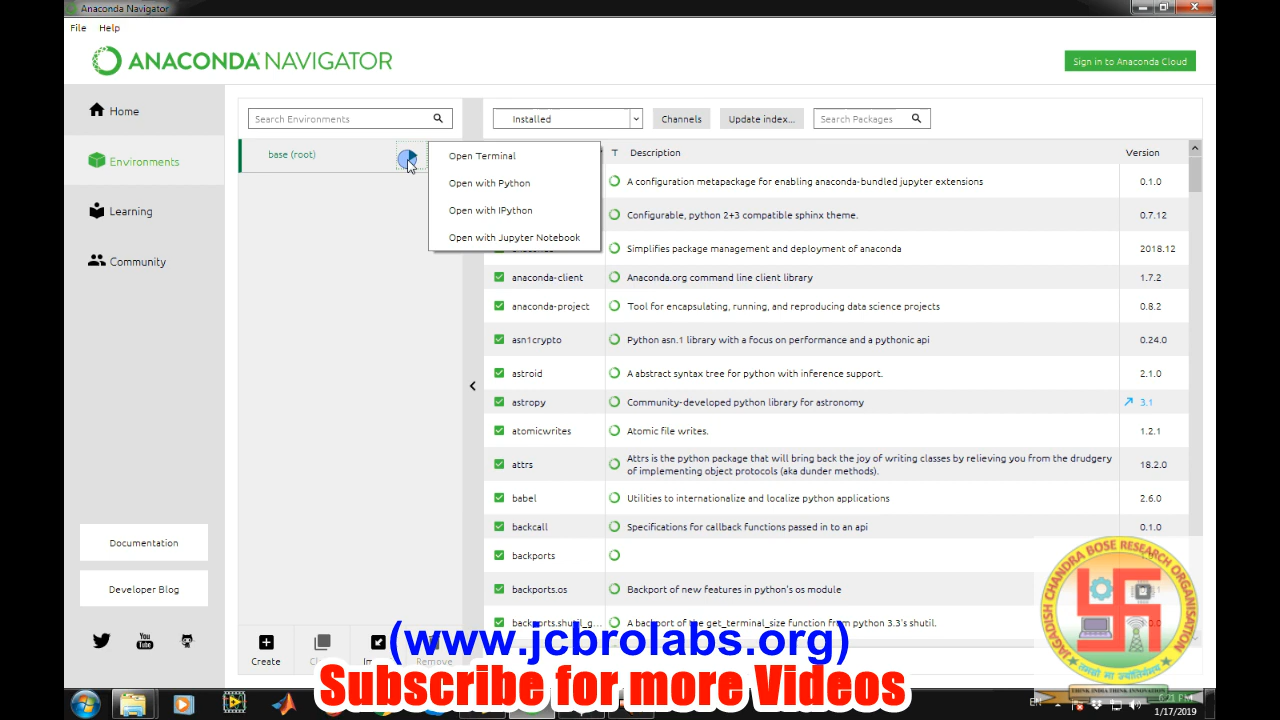 Anaconda Navigator
File Help
ANACONDA NAVIGATOR
Sign in to Anaconda Cloud
Home
Environments
Learning
Community
Documentation
Developer Blog
Search Environments
base (root)
Open Terminal
Open with Python
Open with IPython
Open with Jupyter Notebook
Create
Remove
Installed Channels Update index... Search Packages
T Description Version
A configuration metapackage for enabling anaconda-bundled jupyter extensions 0.1.0
Configurable, python 2+3 compatible sphinx theme. 0.7.12
Simplifies package management and deployment of anaconda 2018.12
anaconda-client Anaconda.org command line client library 1.7.2
anaconda-project Tool for encapsulating, running, and reproducing data science projects 0.8.2
asn1crypto Python asn.1 library with a focus on performance and a pythonic api 0.24.0
astroid A abstract syntax tree for python with inference support. 2.1.0
astropy Community-developed python library for astronomy 3.1
atomicwrites Atomic file writes. 1.2.1
attrs Attrs is the python package that will bring back the joy of writing classes by relieving you from the drudgery
of implementing object protocols (aka dunder methods). 18.2.0
babel Utilities to internationalize and localize python applications 2.6.0
backcall Specifications for callback functions passed in to an api 0.1.0
backports
backports.os Backport of new features in python's os module
backports.shutil_g... A backport of the get_terminal_size function from python 3.3's shutil.
JAGADISH CHANDRA BOSE RESEARCH ORGANISATION
THINK INDIA THINK INNOVATION
(www.jcbrolabs.org)
Subscribe for more Videos
6:21 PM
1/17/2019